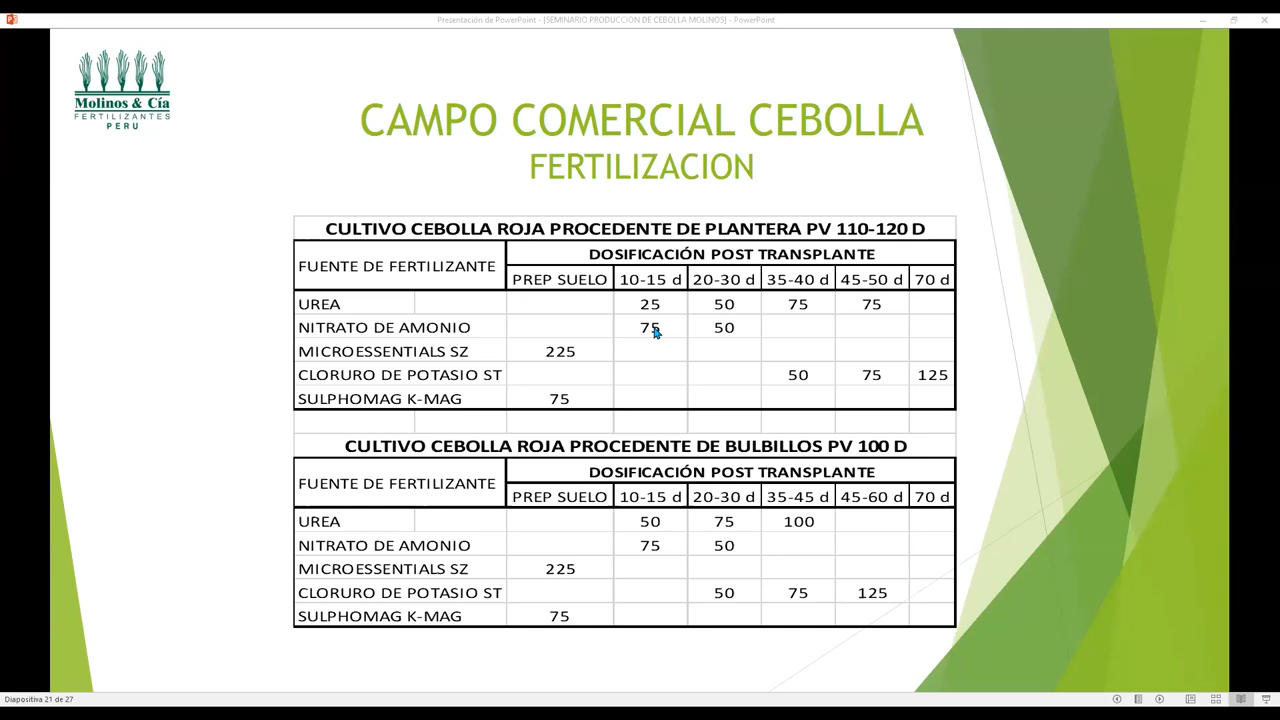 Presentación de PowerPoint - [SEMINARIO PRODUCCION DE CEBOLLA MOLINOS] - PowerPoint
Molinos & Cía
FERTILIZANTES
PERU
CAMPO COMERCIAL CEBOLLA
FERTILIZACION
CULTIVO CEBOLLA ROJA PROCEDENTE DE PLANTERA PV 110-120 D
FUENTE DE FERTILIZANTE
DOSIFICACIÓN POST TRANSPLANTE
PREP SUELO 10-15 d 20-30 d 35-40 d 45-50 d 70 d
UREA 25 50 75 75
NITRATO DE AMONIO 75 50
MICROESSENTIALS SZ 225
CLORURO DE POTASIO ST 50 75 125
SULPHOMAG K-MAG 75
CULTIVO CEBOLLA ROJA PROCEDENTE DE BULBILLOS PV 100 D
FUENTE DE FERTILIZANTE
DOSIFICACIÓN POST TRANSPLANTE
PREP SUELO 10-15 d 20-30 d 35-45 d 45-60 d 70 d
UREA 50 75 100
NITRATO DE AMONIO 75 50
MICROESSENTIALS SZ 225
CLORURO DE POTASIO ST 50 75 125
SULPHOMAG K-MAG 75
Diapositiva 21 de 27